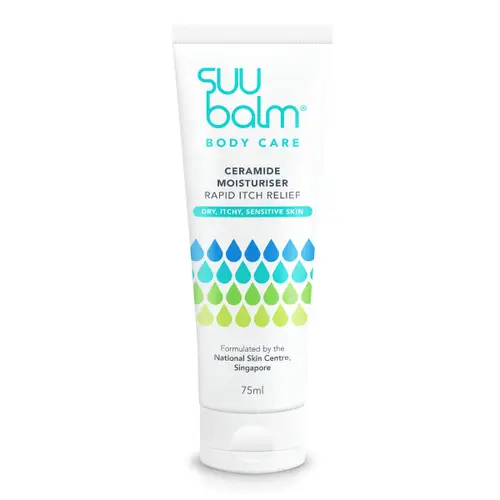 suu
balm®
BODY CARE
CERAMIDE
MOISTURISER
RAPID ITCH RELIEF
DRY, ITCHY, SENSITIVE SKIN
Formulated by the
National Skin Centre,
Singapore
75ml